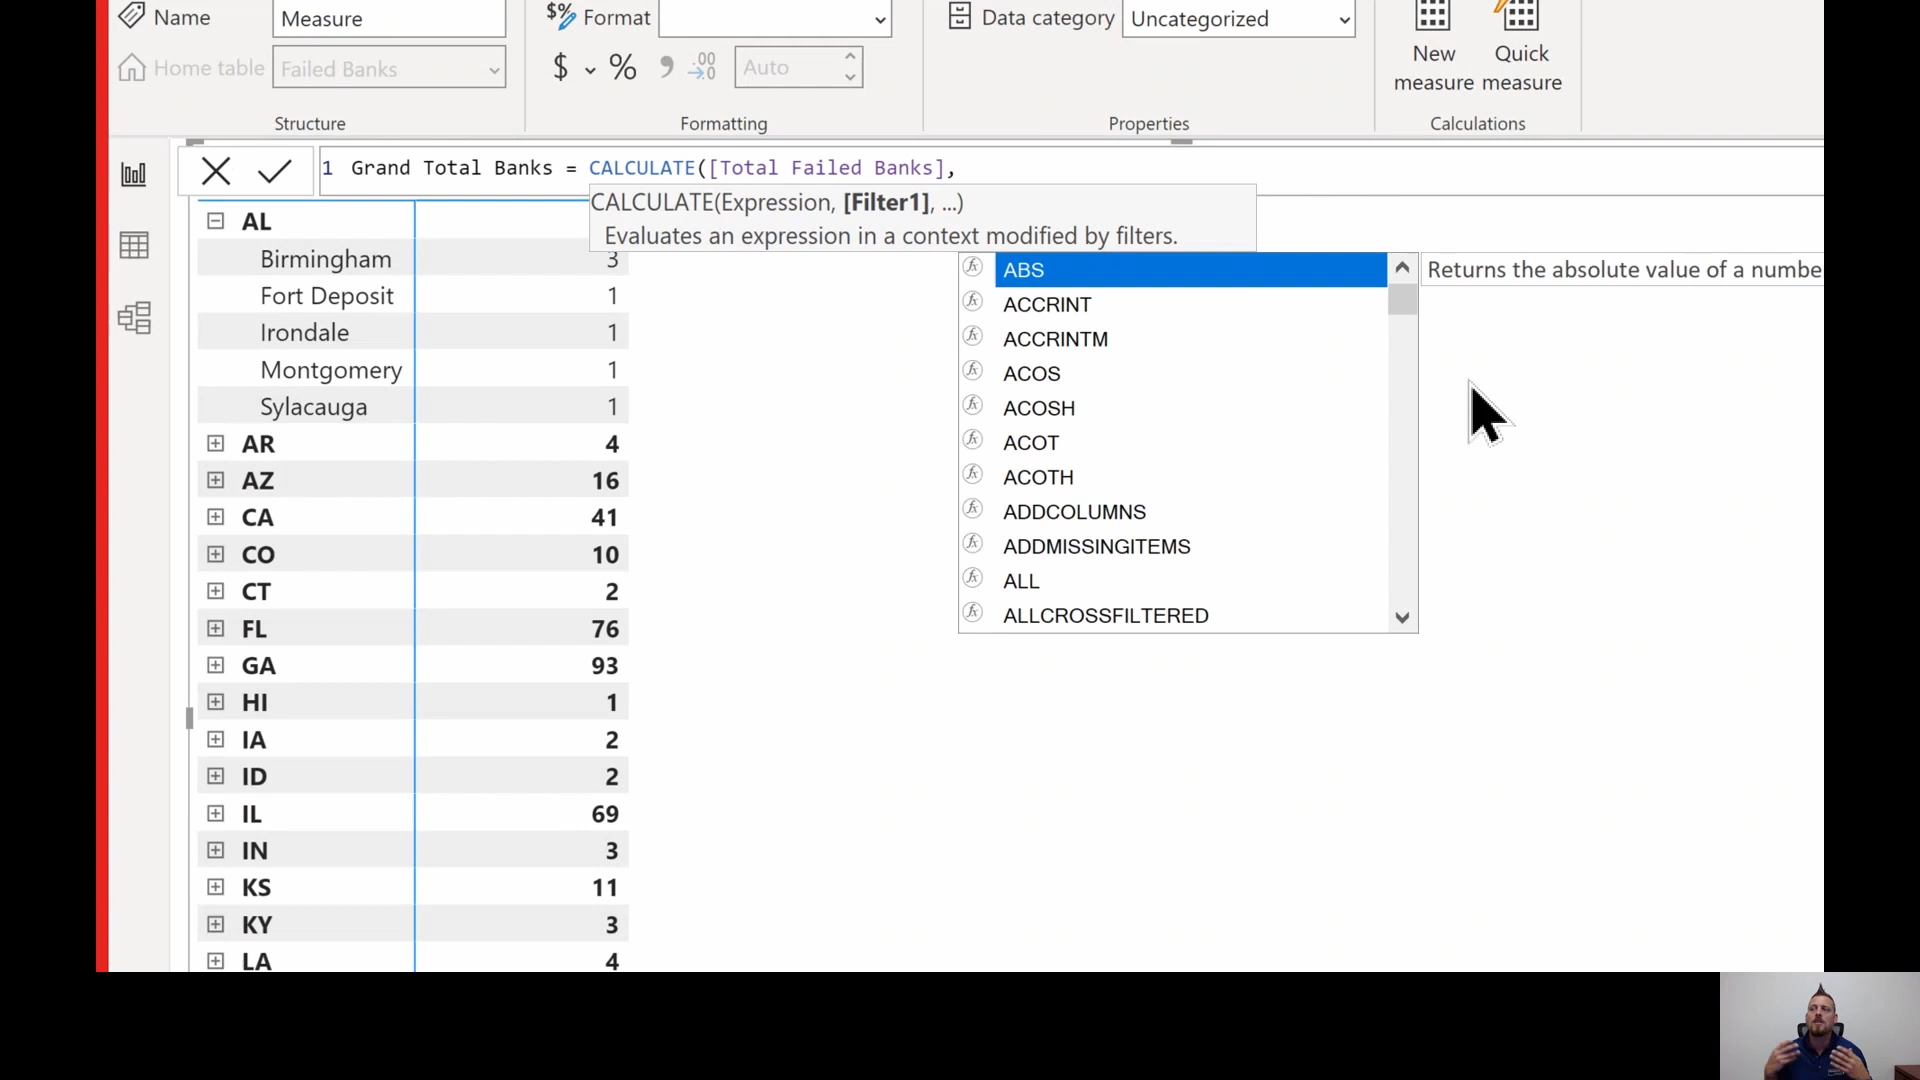 Name
Measure
Format
Data category
Uncategorized
Home table
Failed Banks
$
%
Auto
New measure
Quick measure
Structure
Formatting
Properties
Calculations
1 Grand Total Banks = CALCULATE([Total Failed Banks],
CALCULATE(Expression, [Filter1], ...)
Evaluates an expression in a context modified by filters.
AL
Birmingham 3
Fort Deposit 1
Irondale 1
Montgomery 1
Sylacauga 1
AR 4
AZ 16
CA 41
CO 10
CT 2
FL 76
GA 93
HI 1
IA 2
ID 2
IL 69
IN 3
KS 11
KY 3
LA 4
ABS
ACCRINT
ACCRINTM
ACOS
ACOSH
ACOT
ACOTH
ADDCOLUMNS
ADDMISSINGITEMS
ALL
ALLCROSSFILTERED
Returns the absolute value of a numbe